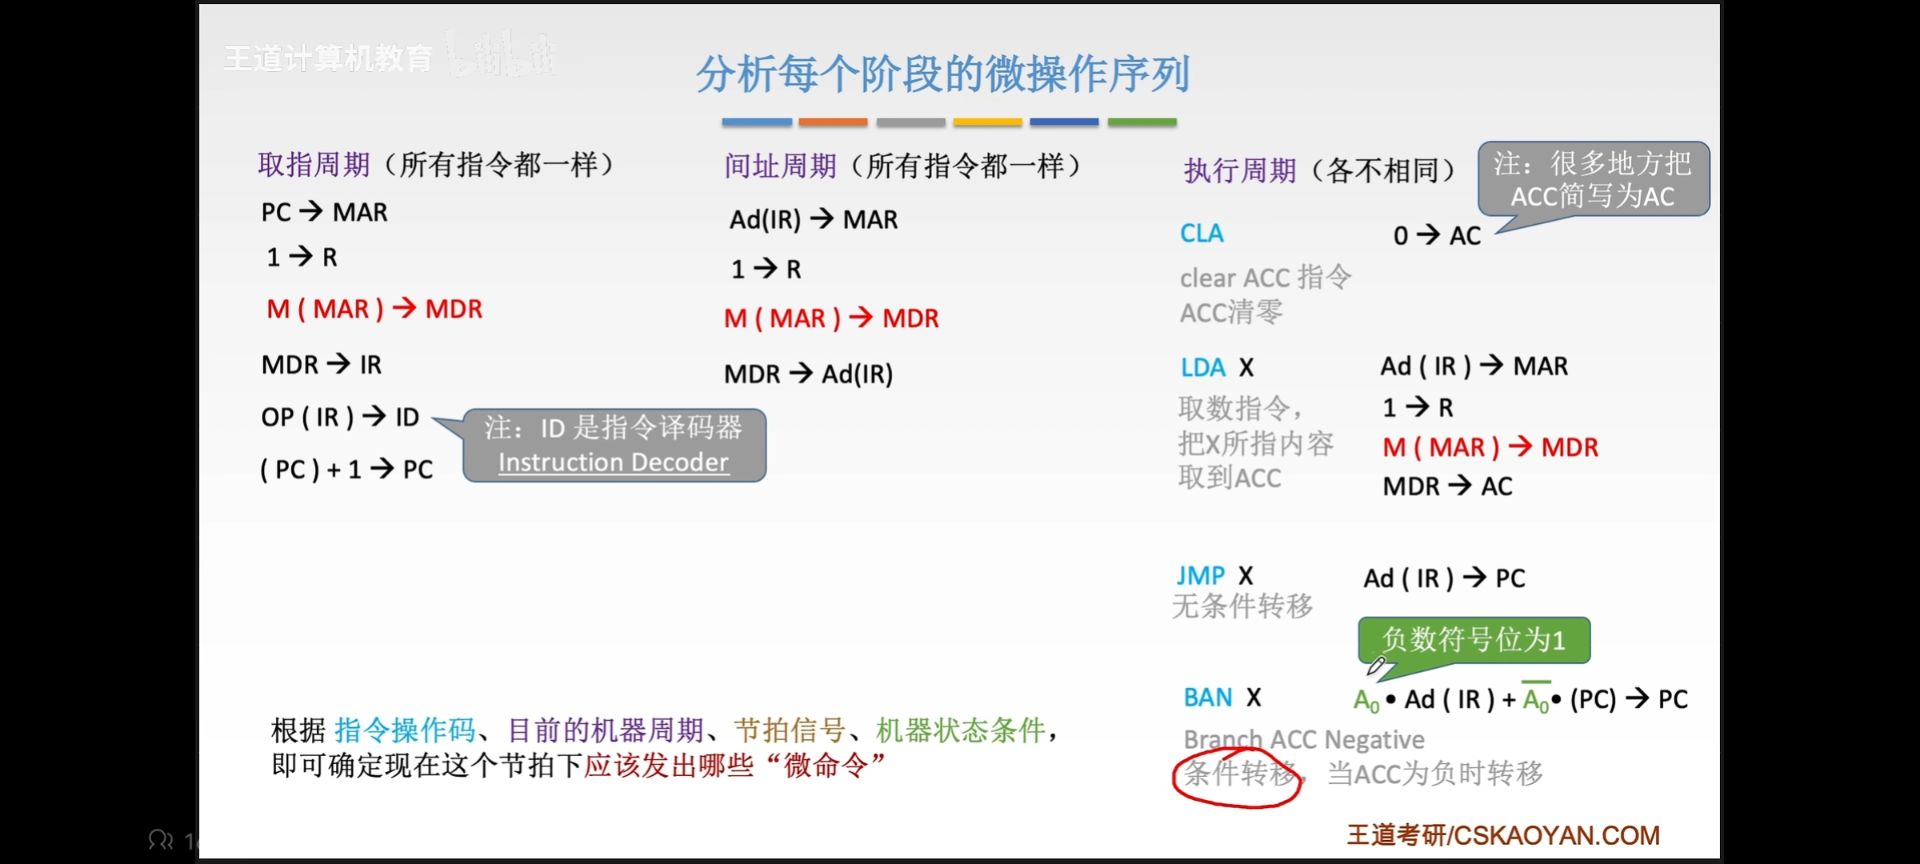 王道计算机教育 bilibili
分析每个阶段的微操作序列
取指周期（所有指令都一样）
PC → MAR
1 → R
M ( MAR ) → MDR
MDR → IR
OP ( IR ) → ID
( PC ) + 1 → PC
注：ID 是指令译码器
Instruction Decoder
间址周期（所有指令都一样）
Ad(IR) → MAR
1 → R
M ( MAR ) → MDR
MDR → Ad(IR)
执行周期（各不相同）
注：很多地方把
ACC简写为AC
CLA 0 → AC
clear ACC 指令
ACC清零
LDA X
取数指令，
把X所指内容
取到ACC
Ad ( IR ) → MAR
1 → R
M ( MAR ) → MDR
MDR → AC
JMP X Ad ( IR ) → PC
无条件转移
负数符号位为1
BAN X A₀ • Ad ( IR ) + A̅₀ • (PC) → PC
Branch ACC Negative
条件转移，当ACC为负时转移
根据 指令操作码、目前的机器周期、节拍信号、机器状态条件，
即可确定现在这个节拍下应该发出哪些“微命令”
王道考研/CSKAOYAN.COM